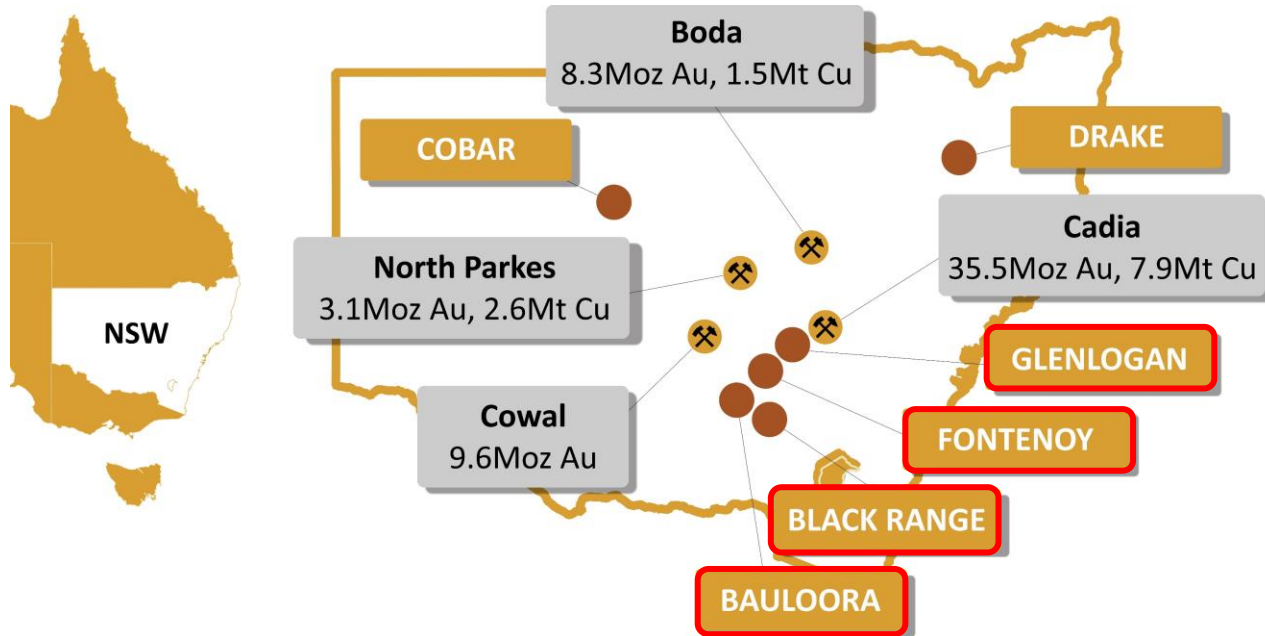 Boda
8.3Moz Au, 1.5Mt Cu
COBAR
DRAKE
Cadia
35.5Moz Au, 7.9Mt Cu
North Parkes
3.1Moz Au, 2.6Mt Cu
NSW
GLENLOGAN
Cowal
9.6Moz Au
FONTENOY
BLACK RANGE
BAULOORA